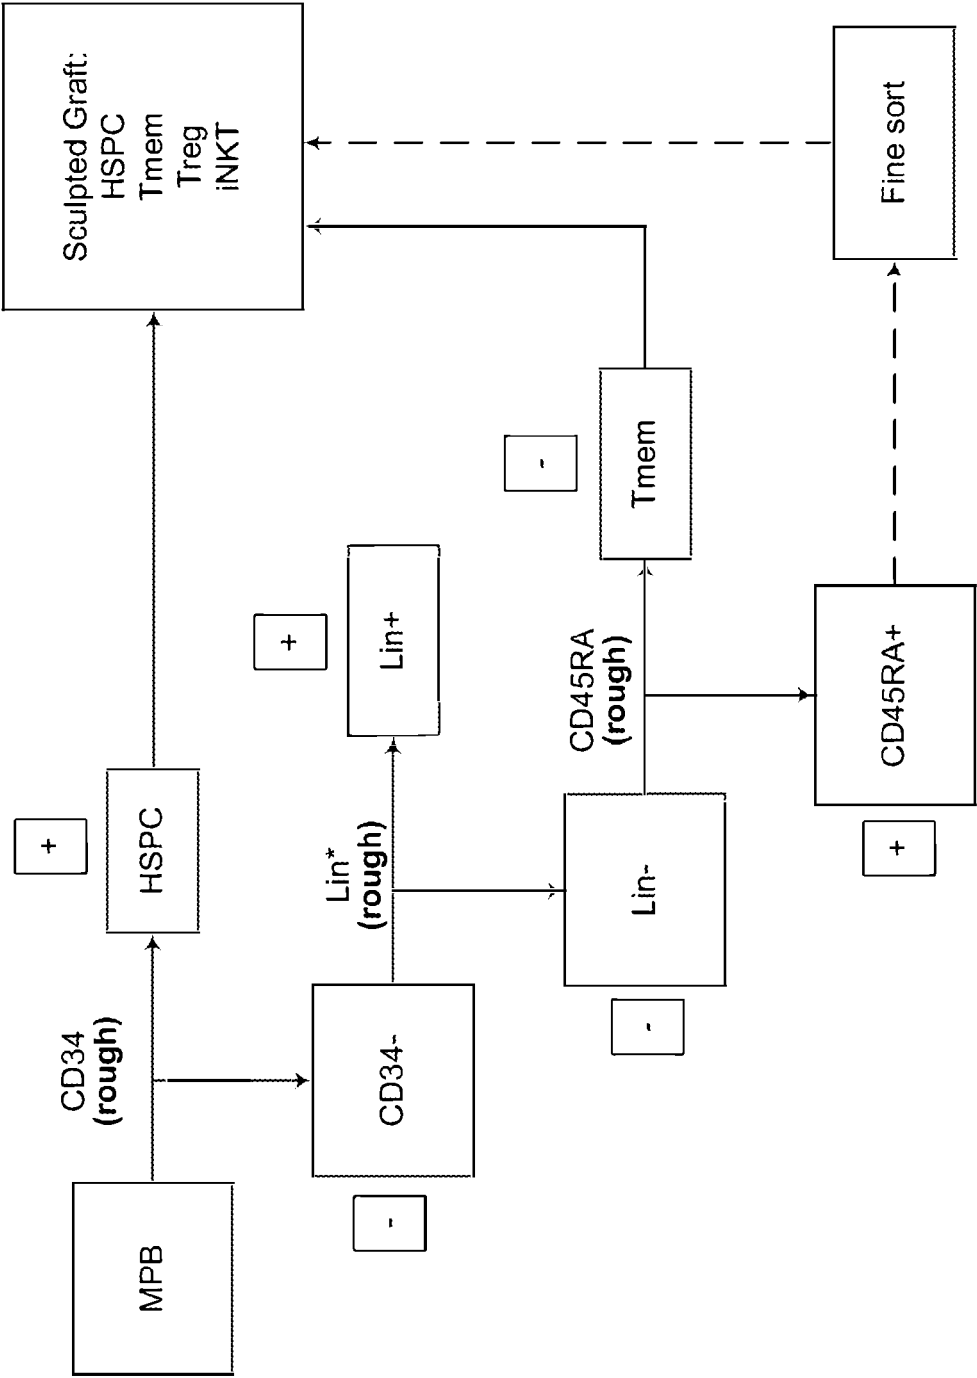 MPB
CD34
(rough)
+
HSPC
-
CD34-
Lin*
(rough)
+
Lin+
-
Lin-
CD45RA
(rough)
-
Tmem
+
CD45RA+
Fine sort
Sculpted Graft:
HSPC
Tmem
Treg
iNKT